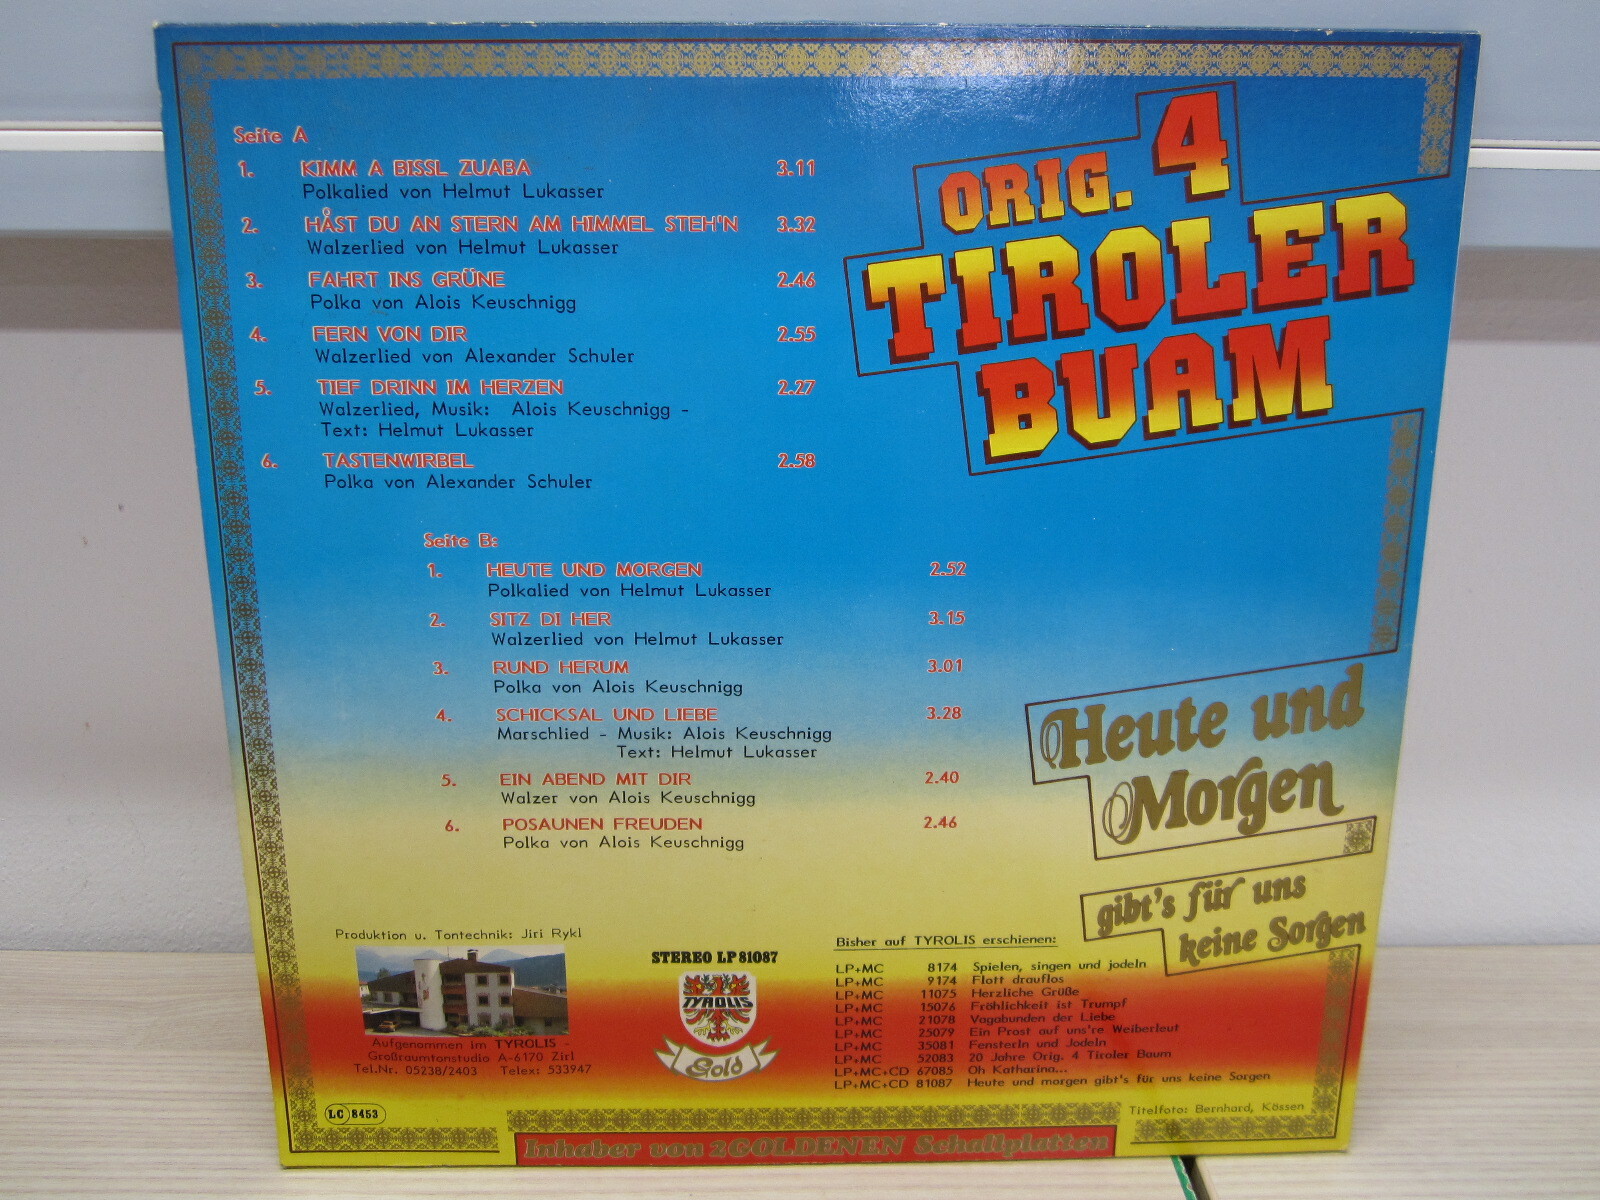 Seite A
1. KIMM A BISSL ZUABA 3.11
Polkalied von Helmut Lukasser
2. HÅST DU AN STERN AM HIMMEL STEH'N 3.32
Walzerlied von Helmut Lukasser
3. FAHRT INS GRÜNE 2.46
Polka von Alois Keuschnigg
4. FERN VON DIR 2.55
Walzerlied von Alexander Schuler
5. TIEF DRINN IM HERZEN 2.27
Walzerlied, Musik: Alois Keuschnigg -
Text: Helmut Lukasser
6. TASTENWIRBEL 2.58
Polka von Alexander Schuler
ORIG. 4
TIROLER
BUAM
Seite B:
1. HEUTE UND MORGEN 2.52
Polkalied von Helmut Lukasser
2. SITZ DI HER 3.15
Walzerlied von Helmut Lukasser
3. RUND HERUM 3.01
Polka von Alois Keuschnigg
4. SCHICKSAL UND LIEBE 3.28
Marschlied - Musik: Alois Keuschnigg
Text: Helmut Lukasser
5. EIN ABEND MIT DIR 2.40
Walzer von Alois Keuschnigg
6. POSAUNEN FREUDEN 2.46
Polka von Alois Keuschnigg
Heute und
Morgen
gibt's für uns
keine Sorgen
Produktion u. Tontechnik: Jiri Rykl
Aufgenommen im TYROLIS -
Großraumtonstudio A-6170 Zirl
Tel.Nr. 05238/2403 Telex: 533947
LC 8453
STEREO LP 81087
TYROLIS
Gold
Bisher auf TYROLIS erschienen:
LP+MC 8174 Spielen, singen und jodeln
LP+MC 9174 Flott drauflos
LP+MC 11075 Herzliche Grüße
LP+MC 15076 Fröhlichkeit ist Trumpf
LP+MC 21078 Vagabunden der Liebe
LP+MC 25079 Ein Prost auf uns're Weiberleut
LP+MC 35081 Fensterln und Jodeln
LP+MC 52083 20 Jahre Orig. 4 Tiroler Baum
LP+MC+CD 67085 Oh Katharina...
LP+MC+CD 81087 Heute und morgen gibt's für uns keine Sorgen
Titelfoto: Bernhard, Kössen
Inhaber von 2 GOLDENEN Schallplatten